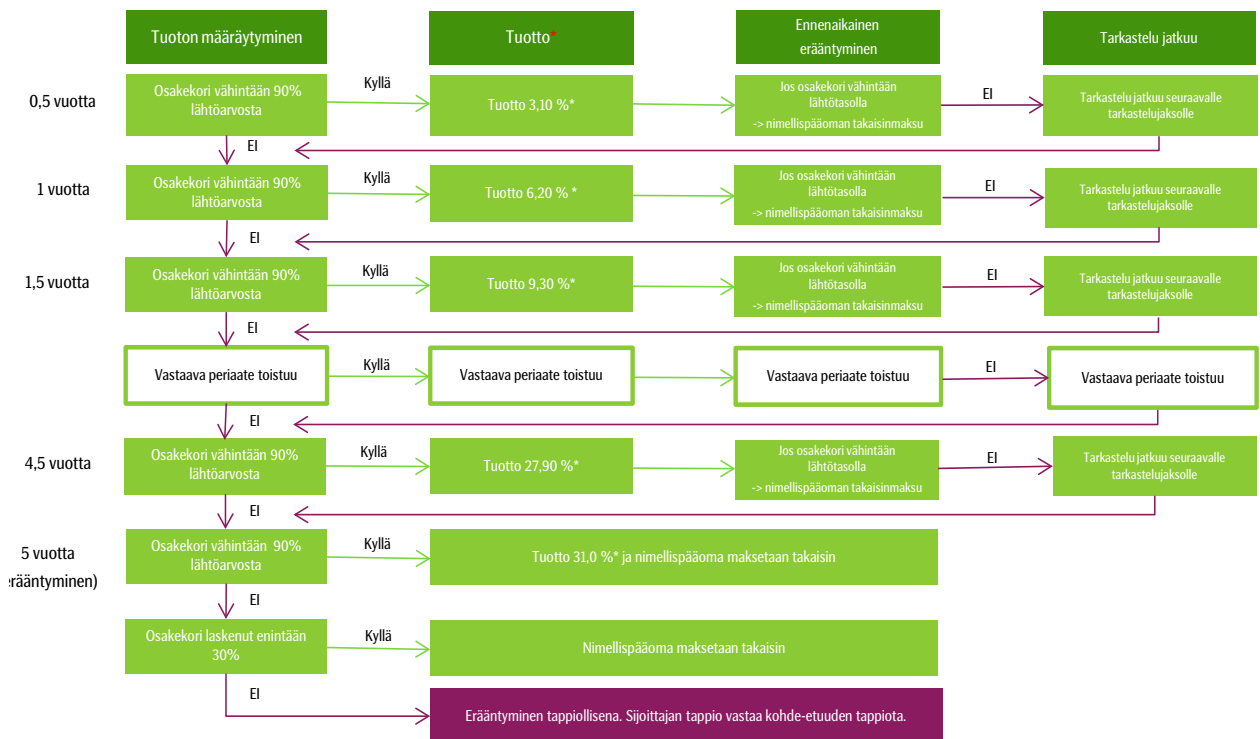 Tuoton määräytyminen
Tuotto*
Ennenaikainen
erääntyminen
Tarkastelu jatkuu
0,5 vuotta
Osakekori vähintään 90%
lähtöarvosta
Kyllä
Tuotto 3,10 %*
Jos osakekori vähintään
lähtötasolla
-> nimellispääoman takaisinmaksu
EI
Tarkastelu jatkuu seuraavalle
tarkastelujaksolle
EI
1 vuotta
Osakekori vähintään 90%
lähtöarvosta
Kyllä
Tuotto 6,20 % *
Jos osakekori vähintään
lähtötasolla
-> nimellispääoman takaisinmaksu
EI
Tarkastelu jatkuu seuraavalle
tarkastelujaksolle
EI
1,5 vuotta
Osakekori vähintään 90%
lähtöarvosta
Kyllä
Tuotto 9,30 %*
Jos osakekori vähintään
lähtötasolla
-> nimellispääoman takaisinmaksu
EI
Tarkastelu jatkuu seuraavalle
tarkastelujaksolle
EI
Vastaava periaate toistuu
Kyllä
Vastaava periaate toistuu
Vastaava periaate toistuu
EI
Vastaava periaate toistuu
EI
4,5 vuotta
Osakekori vähintään 90%
lähtöarvosta
Kyllä
Tuotto 27,90 %*
Jos osakekori vähintään
lähtötasolla
-> nimellispääoman takaisinmaksu
EI
Tarkastelu jatkuu seuraavalle
tarkastelujaksolle
EI
5 vuotta
erääntyminen)
Osakekori vähintään 90%
lähtöarvosta
Kyllä
Tuotto 31,0 %* ja nimellispääoma maksetaan takaisin
EI
Osakekori laskenut enintään
30%
Kyllä
Nimellispääoma maksetaan takaisin
EI
Erääntyminen tappiollisena. Sijoittajan tappio vastaa kohde-etuuden tappiota.